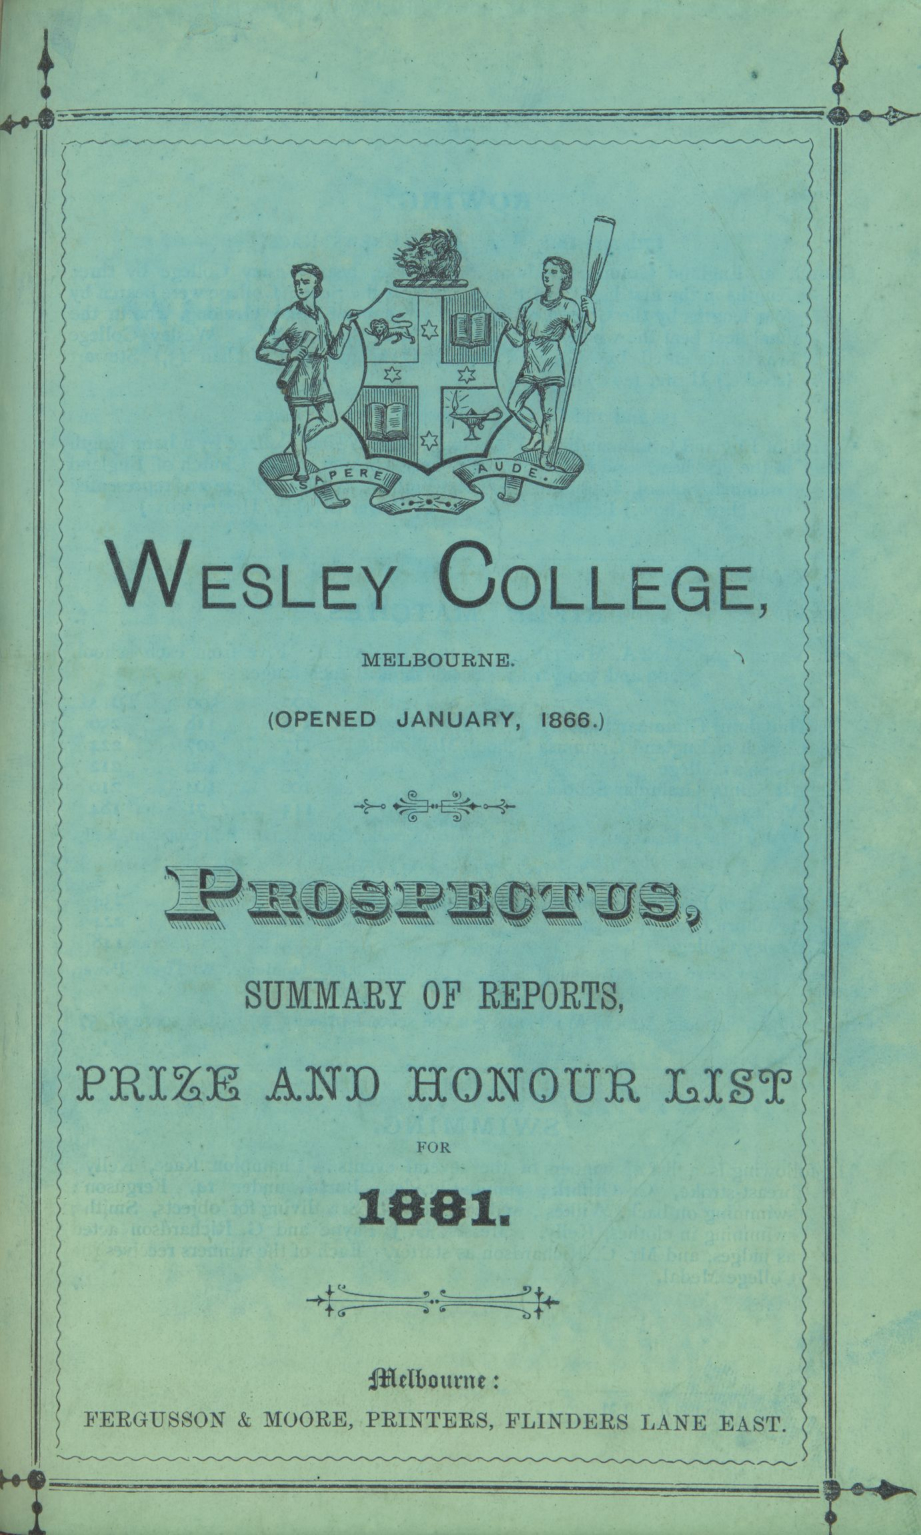 SAPERE AUDE.
WESLEY COLLEGE,
MELBOURNE.
(OPENED JANUARY, 1866.)
PROSPECTUS,
SUMMARY OF REPORTS,
PRIZE AND HONOUR LIST
FOR
1881.
Melbourne:
FERGUSSON & MOORE, PRINTERS, FLINDERS LANE EAST.